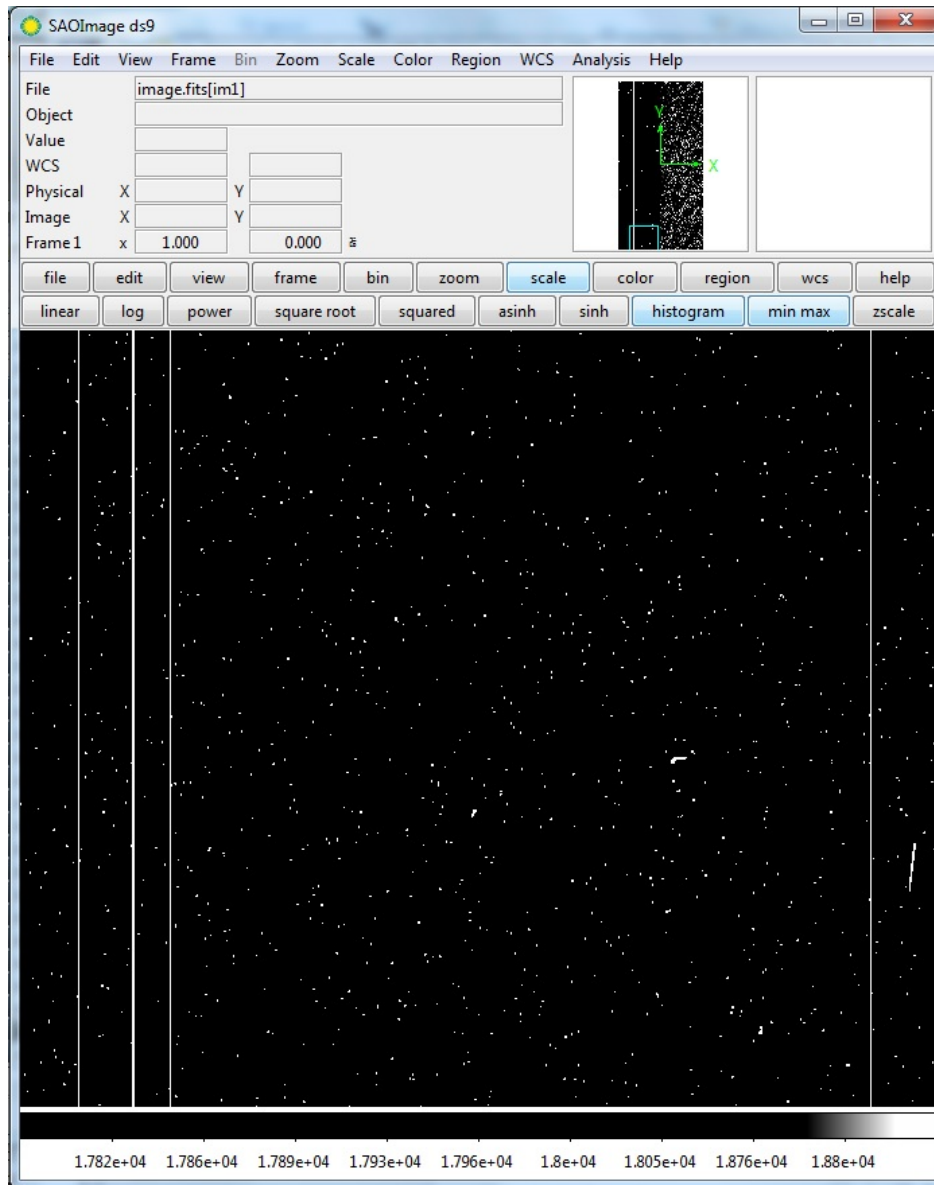 SAOImage ds9
File Edit View Frame Bin Zoom Scale Color Region WCS Analysis Help
File image.fits[im1]
Object
Value
WCS
Physical X Y
Image X Y
Frame 1 x 1.000 0.000
Y
X
file edit view frame bin zoom scale color region wcs help
linear log power square root squared asinh sinh histogram min max zscale
1.782e+04 1.786e+04 1.789e+04 1.793e+04 1.796e+04 1.8e+04 1.805e+04 1.876e+04 1.88e+04